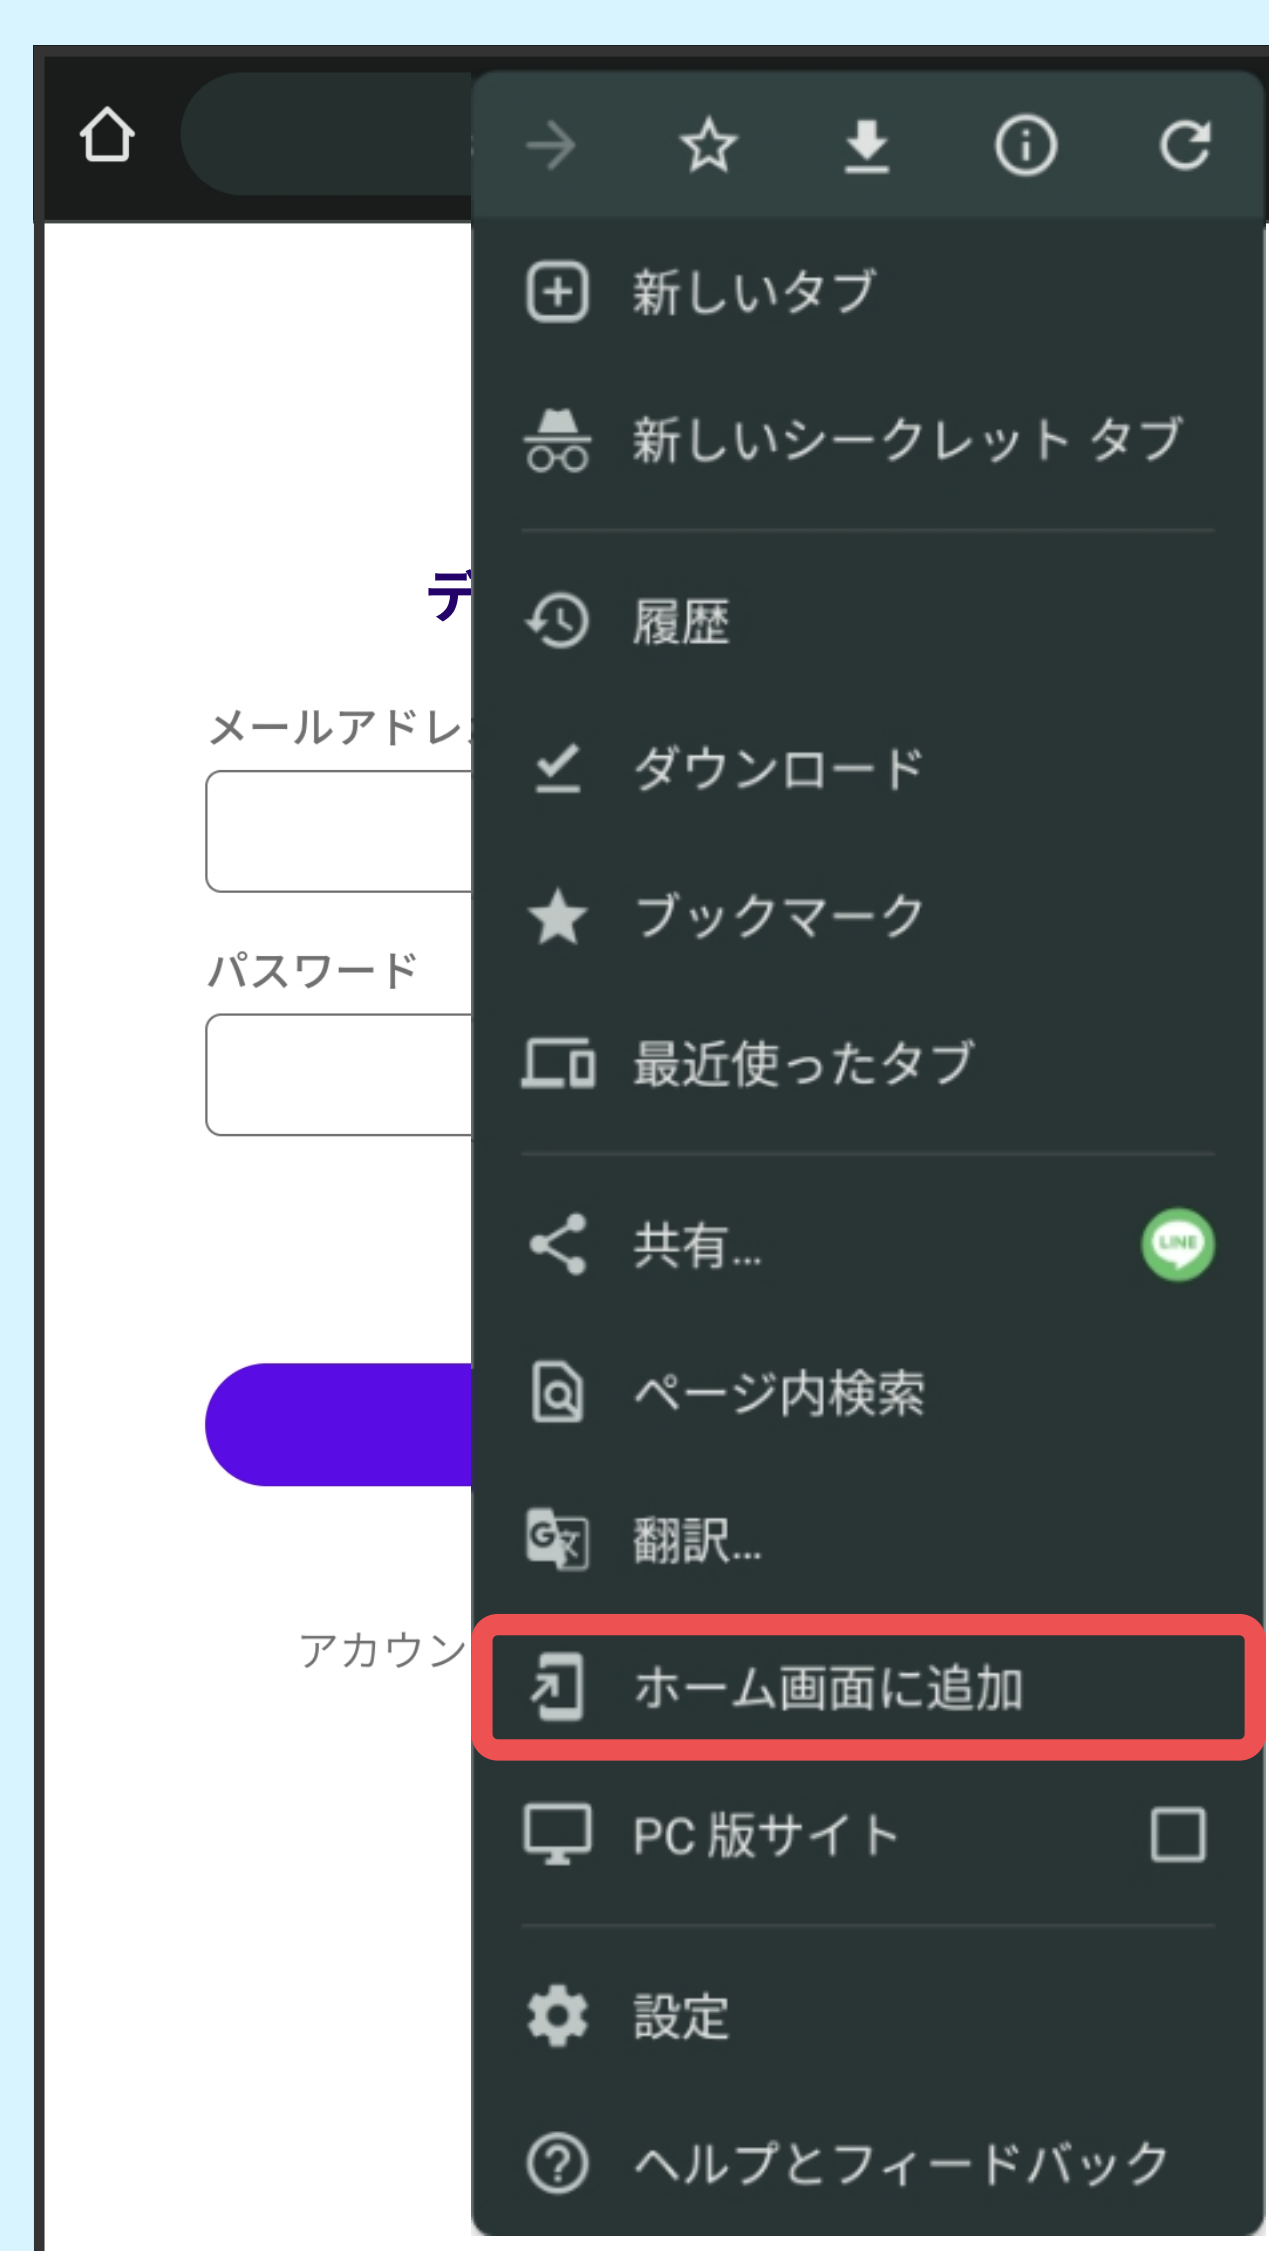 新しいタブ
新しいシークレット タブ
履歴
ダウンロード
ブックマーク
最近使ったタブ
共有...
LINE
ページ内検索
翻訳...
ホーム画面に追加
PC 版サイト
設定
ヘルプとフィードバック
デ
メールアドレ
パスワード
アカウン